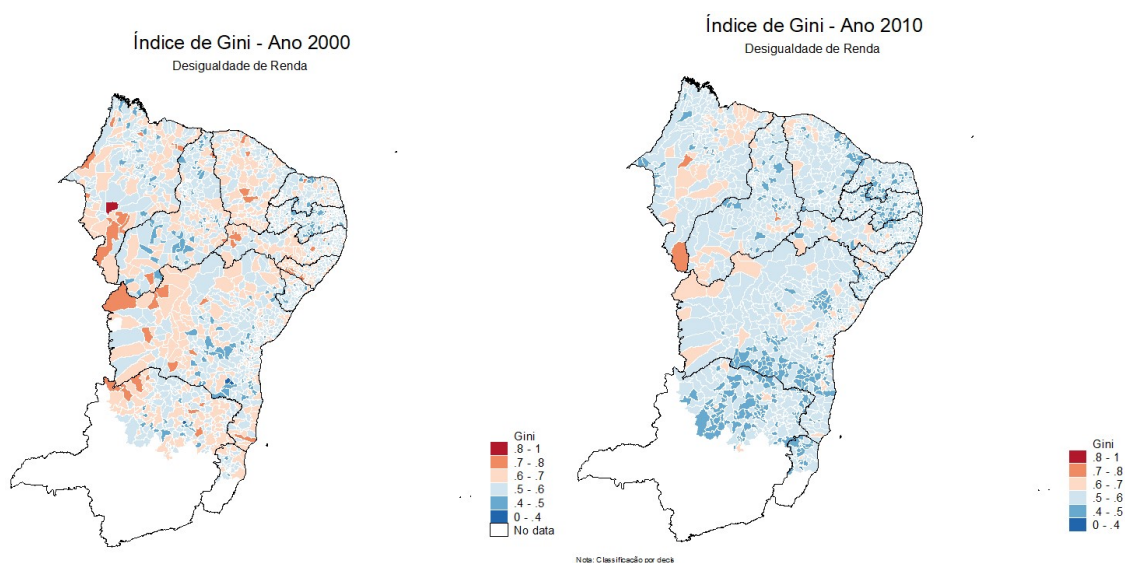 Índice de Gini - Ano 2000
Desigualdade de Renda
Gini
.8 - 1
.7 - .8
.6 - .7
.5 - .6
.4 - .5
0 - .4
No data
Índice de Gini - Ano 2010
Desigualdade de Renda
Gini
.8 - 1
.7 - .8
.6 - .7
.5 - .6
.4 - .5
0 - .4
Nota: Classificação por decis